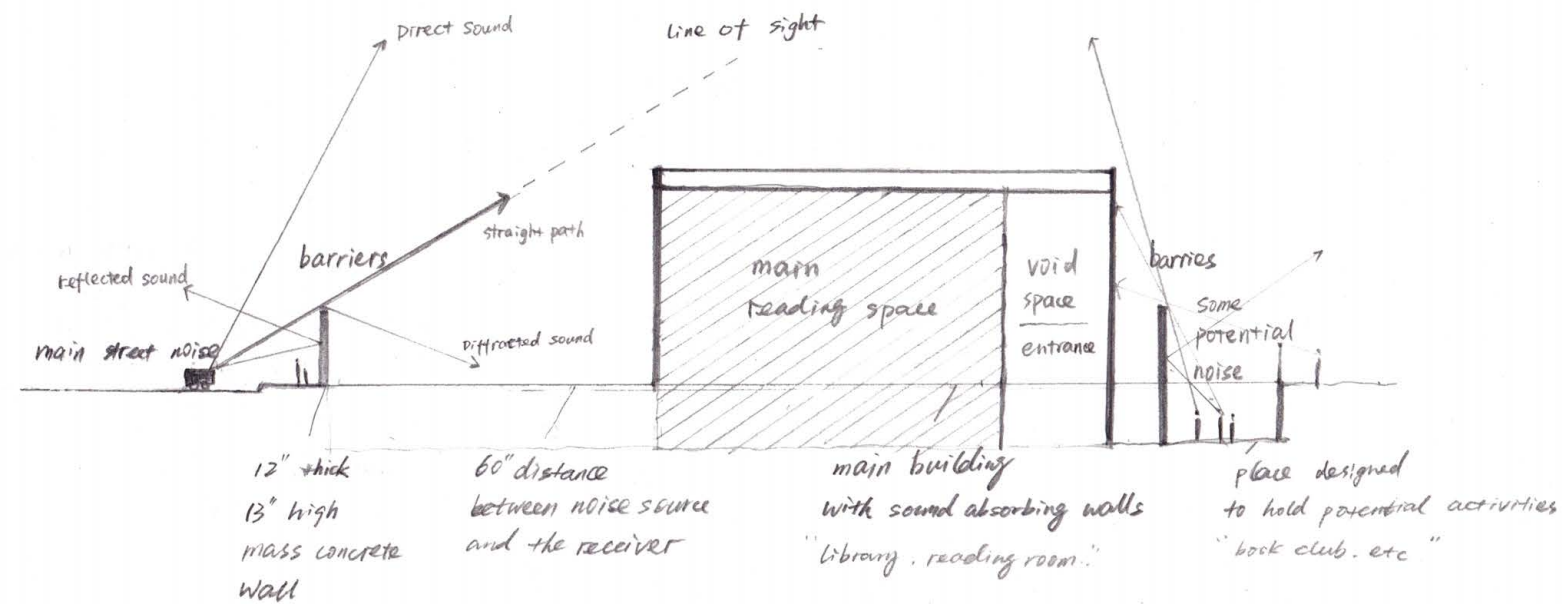 Direct sound
line of sight
straight path
barriers
reflected sound
main street noise
Diffracted sound
main
reading space
void
space
entrance
barries
some
potential
noise
12" thick
13" high
mass concrete
wall
60" distance
between noise source
and the receiver
main building
with sound absorbing walls
"library. reading room."
place designed
to hold potential activities
"book club. etc"